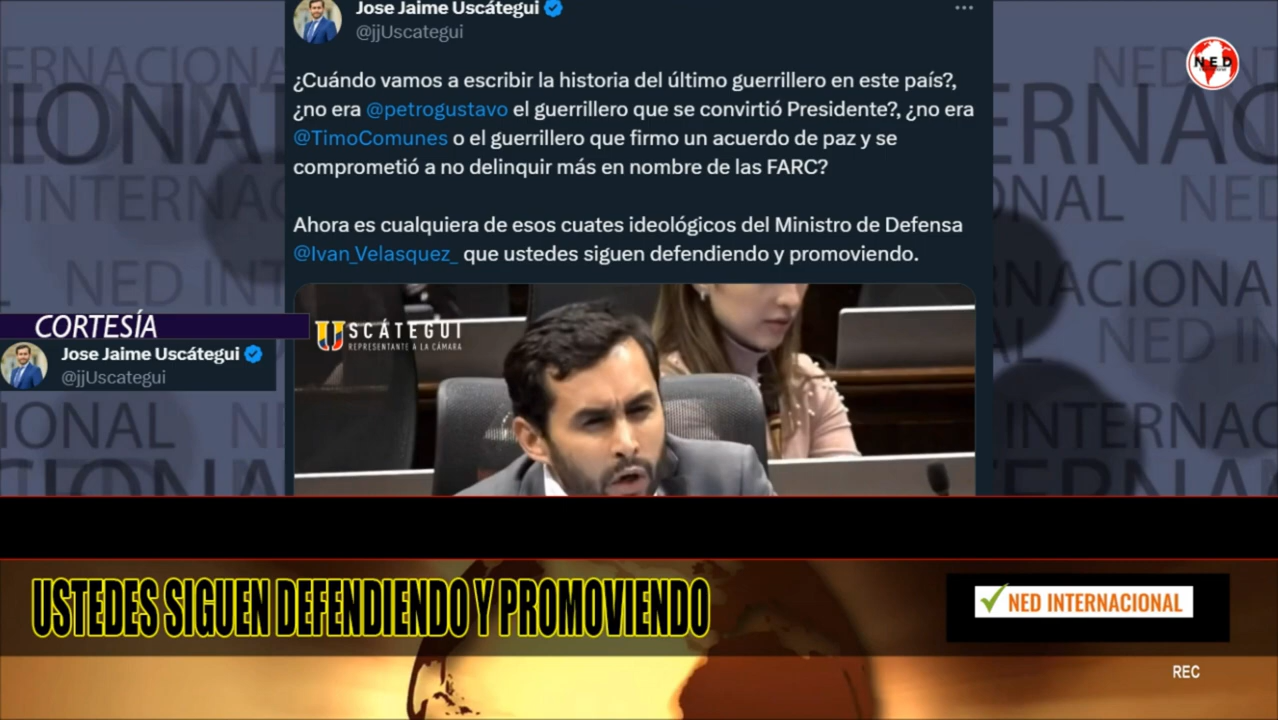 Jose Jaime Uscátegui
@jjUscategui
¿Cuándo vamos a escribir la historia del último guerrillero en este país?,
¿no era @petrogustavo el guerrillero que se convirtió Presidente?, ¿no era
@TimoComunes o el guerrillero que firmo un acuerdo de paz y se
comprometió a no delinquir más en nombre de las FARC?
Ahora es cualquiera de esos cuates ideológicos del Ministro de Defensa
@Ivan_Velasquez_ que ustedes siguen defendiendo y promoviendo.
NED
CORTESÍA
Jose Jaime Uscátegui
@jjUscategui
USCÁTEGUI
REPRESENTANTE A LA CÁMARA
USTEDES SIGUEN DEFENDIENDO Y PROMOVIENDO
NED INTERNACIONAL
REC